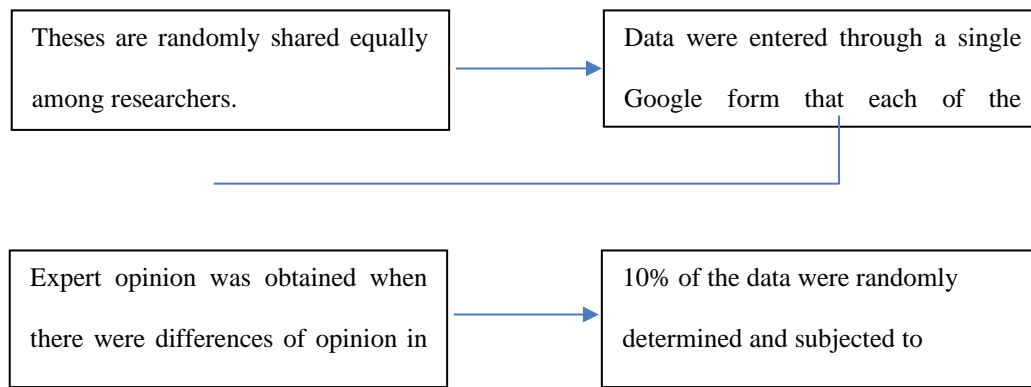 Theses are randomly shared equally
among researchers.
Data were entered through a single
Google form that each of the
Expert opinion was obtained when
there were differences of opinion in
10% of the data were randomly
determined and subjected to